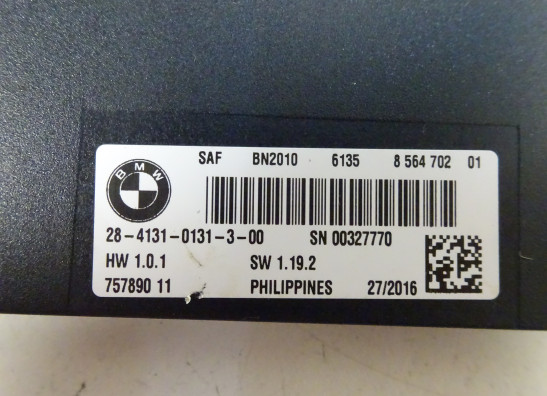 SAF BN2010 6135 8 564 702 01
BMW
28-4131-0131-3-00 SN 00327770
HW 1.0.1 SW 1.19.2
757890 11 PHILIPPINES 27/2016